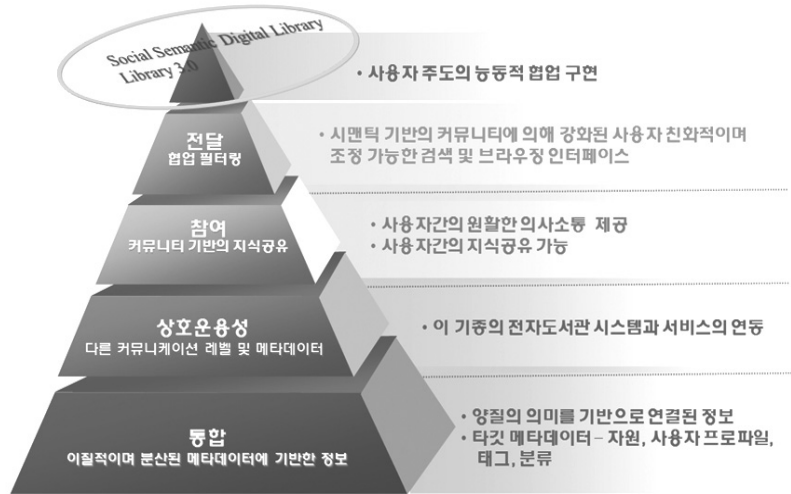 Social Semantic Digital Library
Library 3.0
• 사용자 주도의 능동적 협업 구현
전달
협업 필터링
• 시맨틱 기반의 커뮤니티에 의해 강화된 사용자 친화적이며
조정 가능한 검색 및 브라우징 인터페이스
참여
커뮤니티 기반의 지식공유
• 사용자간의 원활한 의사소통 제공
• 사용자간의 지식공유 가능
상호운용성
다른 커뮤니케이션 레벨 및 메타데이터
• 이 기종의 전자도서관 시스템과 서비스의 연동
통합
이질적이며 분산된 메타데이터에 기반한 정보
• 양질의 의미를 기반으로 연결된 정보
• 타깃 메타데이터 – 자원, 사용자 프로파일,
태그, 분류